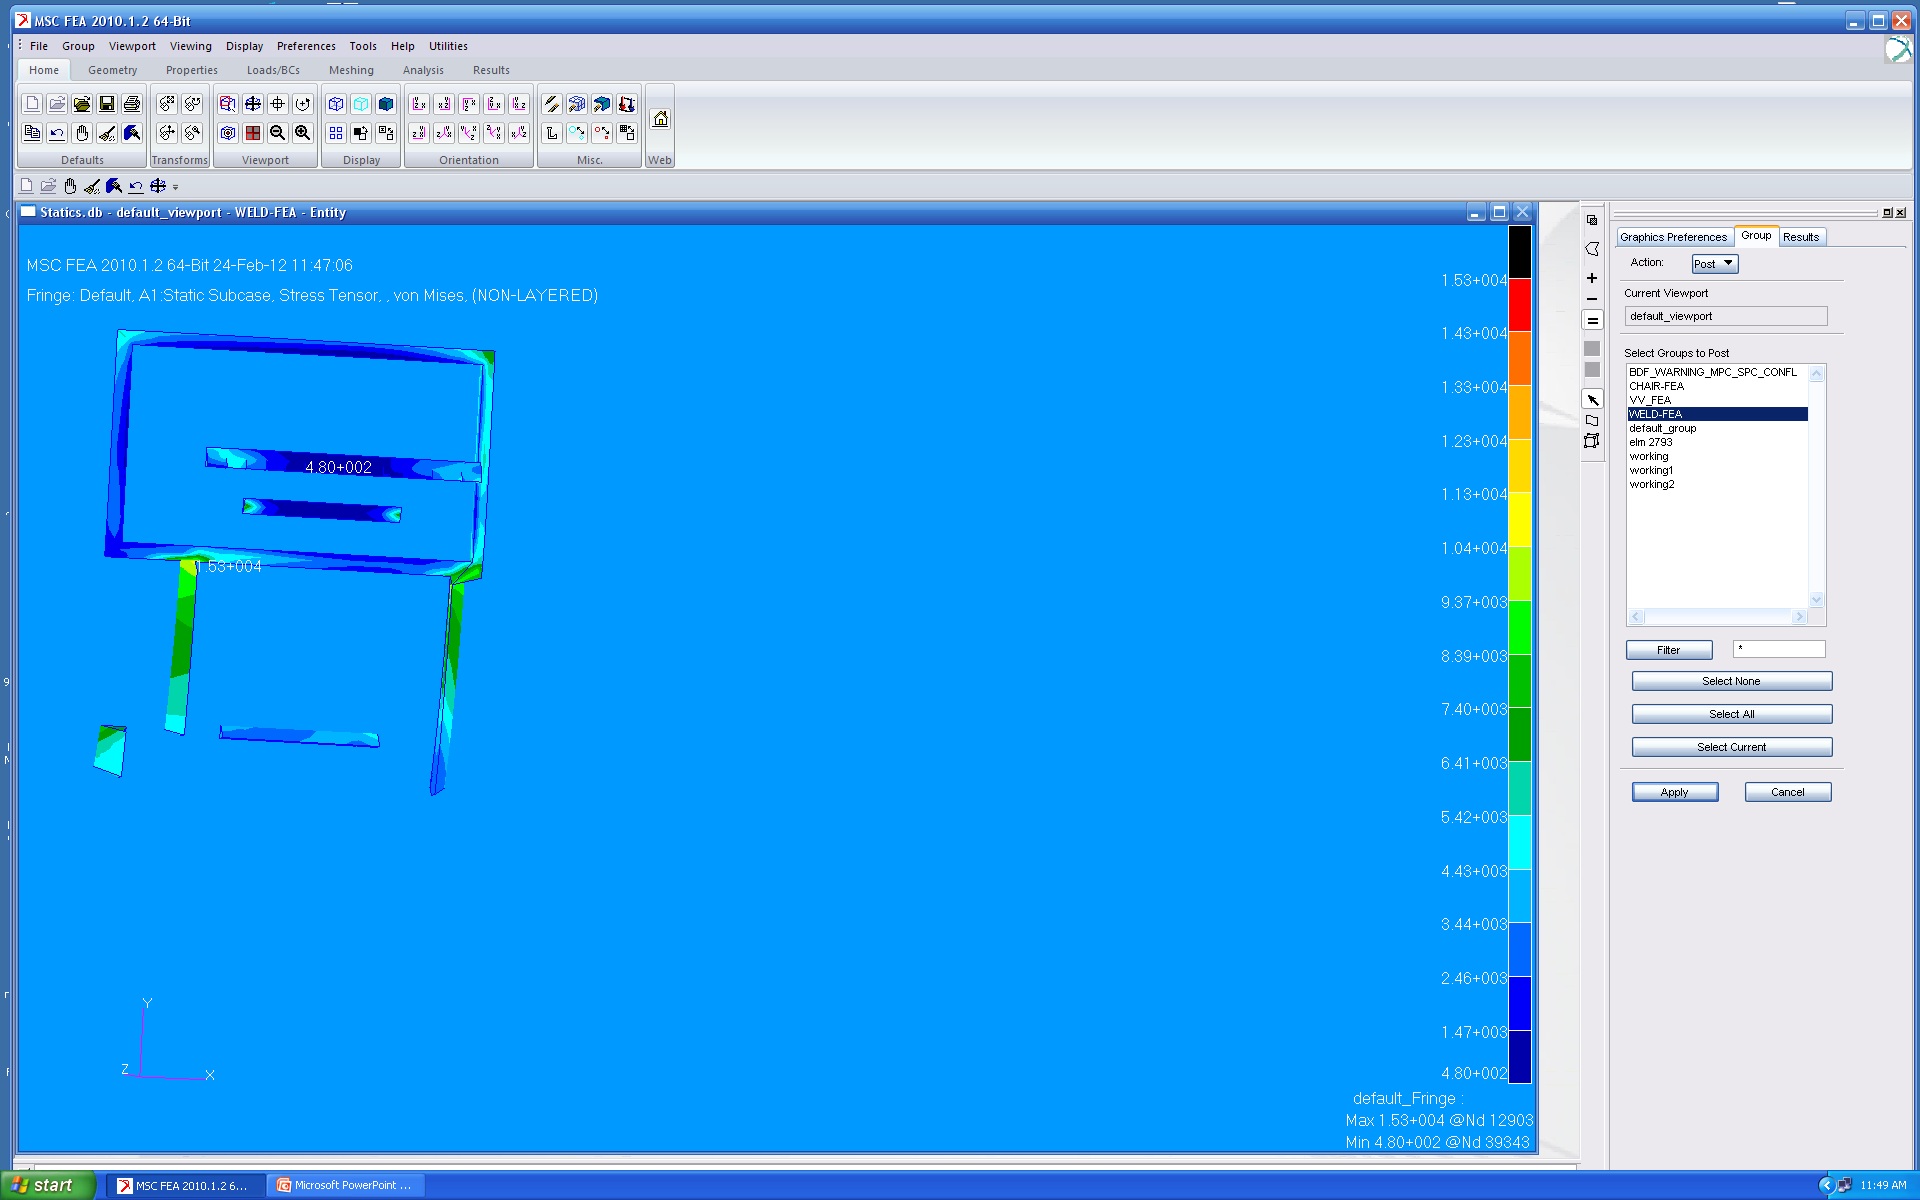 MSC FEA 2010.1.2 64-Bit
File Group Viewport Viewing Display Preferences Tools Help Utilities
Home Geometry Properties Loads/BCs Meshing Analysis Results
Defaults Transforms Viewport Display Orientation Misc. Web
Statics.db - default_viewport - WELD-FEA - Entity
MSC FEA 2010.1.2 64-Bit 24-Feb-12 11:47:06
Fringe: Default, A1:Static Subcase, Stress Tensor, , von Mises, (NON-LAYERED)
4.80+002
1.53+004
Y
Z
X
1.53+004
1.43+004
1.33+004
1.23+004
1.13+004
1.04+004
9.37+003
8.39+003
7.40+003
6.41+003
5.42+003
4.43+003
3.44+003
2.46+003
1.47+003
4.80+002
default_Fringe :
Max 1.53+004 @Nd 12903
Min 4.80+002 @Nd 39343
Graphics Preferences Group Results
Action: Post
Current Viewport
default_viewport
Select Groups to Post
BDF_WARNING_MPC_SPC_CONFL
CHAIR-FEA
VV_FEA
WELD-FEA
default_group
elm 2793
working
working1
working2
Filter *
Select None
Select All
Select Current
Apply Cancel
start MSC FEA 2010.1.2 6... Microsoft PowerPoint ... 11:49 AM